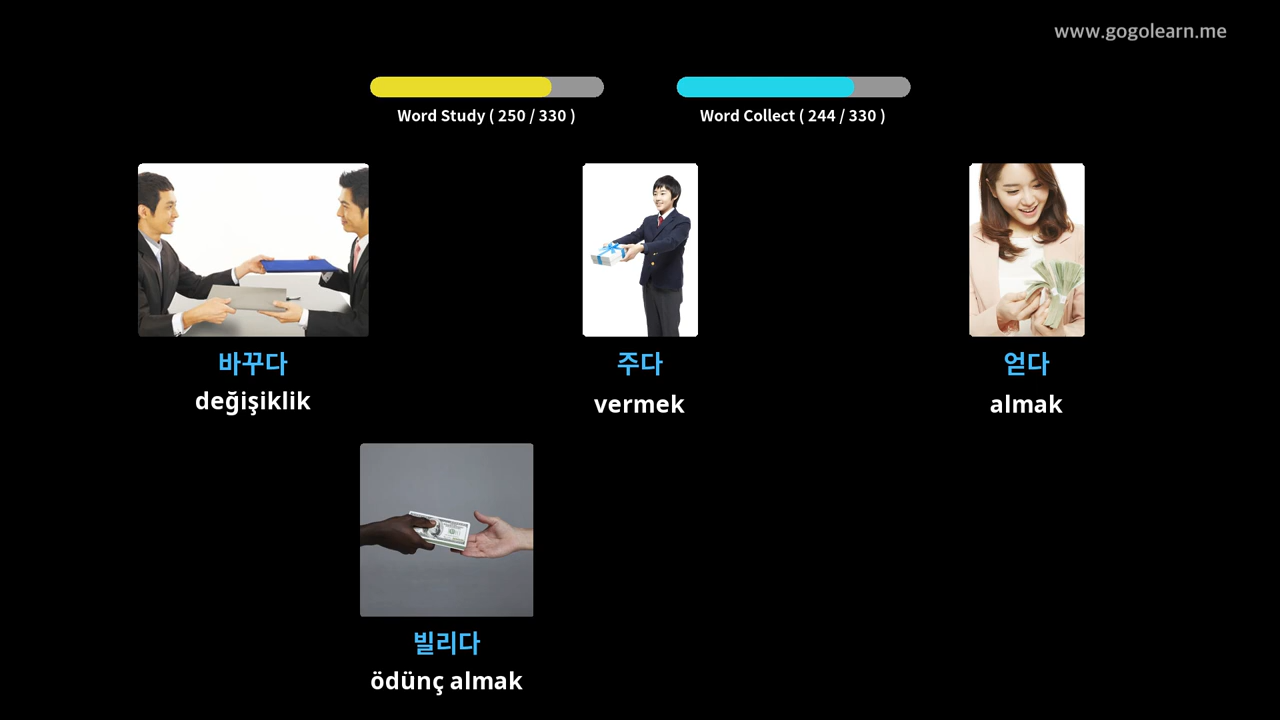 www.gogolearn.me
Word Study ( 250 / 330 )
Word Collect ( 244 / 330 )
바꾸다
değişiklik
주다
vermek
얻다
almak
빌리다
ödünç almak